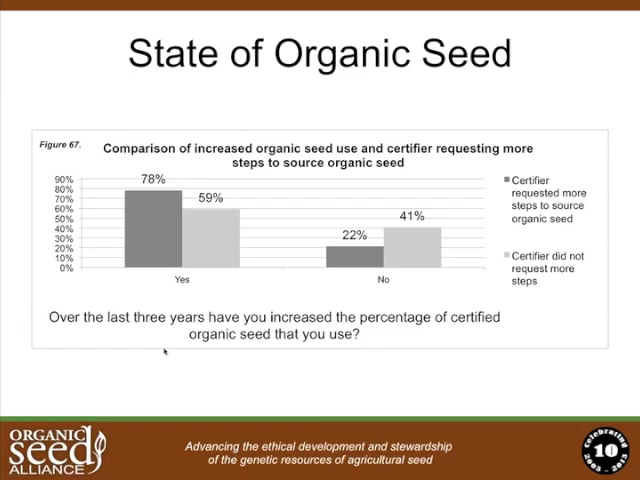 State of Organic Seed
Figure 67.
Comparison of increased organic seed use and certifier requesting more
steps to source organic seed
90%
80%
70%
60%
50%
40%
30%
20%
10%
0%
78%
59%
22%
41%
Yes
No
Certifier
requested more
steps to source
organic seed
Certifier did not
request more
steps
Over the last three years have you increased the percentage of certified
organic seed that you use?
ORGANIC
seed
ALLIANCE
Advancing the ethical development and stewardship
of the genetic resources of agricultural seed
Celebrating
10
2003 - 2013